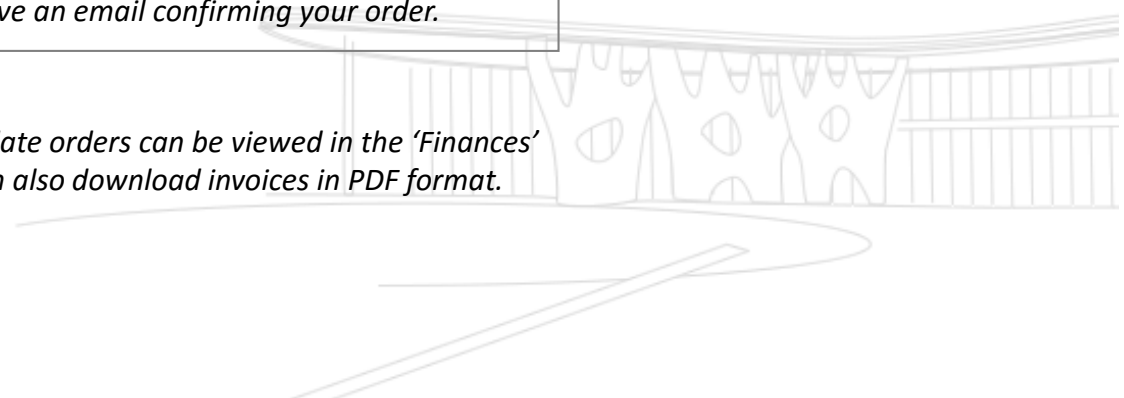 ve an email confirming your order.
ate orders can be viewed in the ‘Finances’
also download invoices in PDF format.